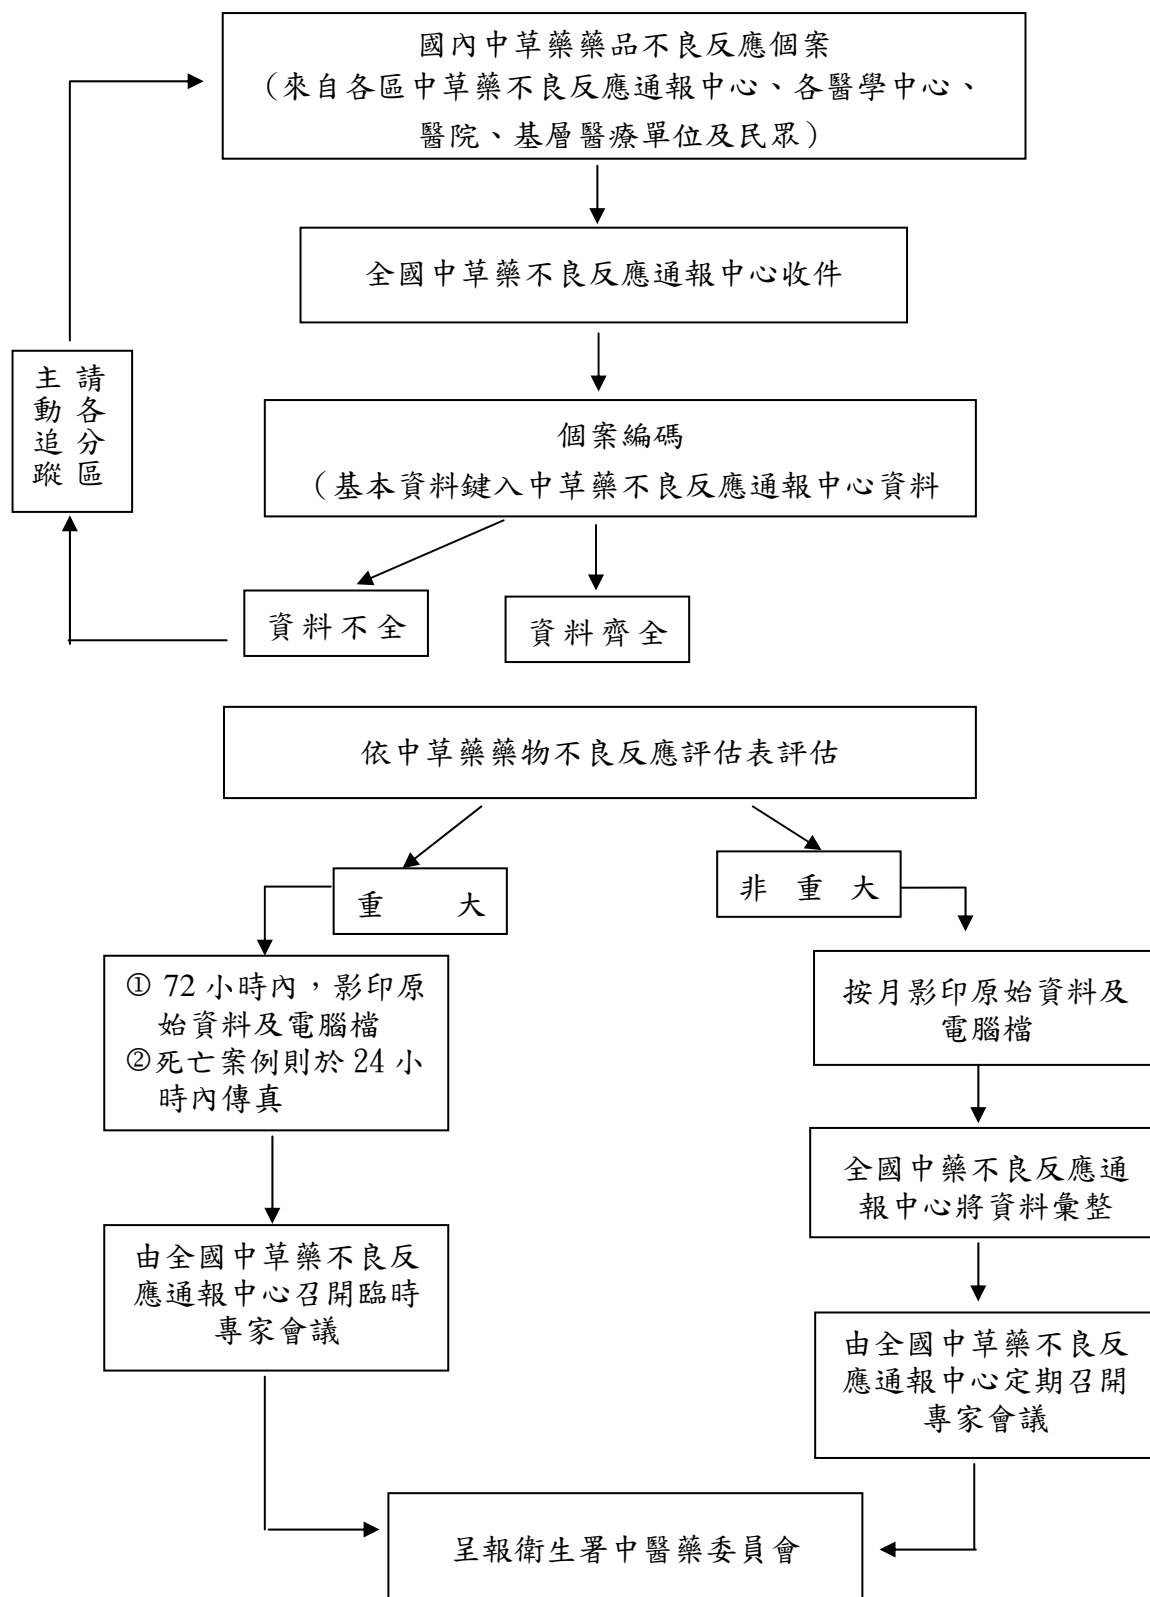 國內中草藥藥品不良反應個案
（來自各區中草藥不良反應通報中心、各醫學中心、
醫院、基層醫療單位及民眾）
全國中草藥不良反應通報中心收件
請各分區
主動追蹤
個案編碼
（基本資料鍵入中草藥不良反應通報中心資料
資料不全
資料齊全
依中草藥藥物不良反應評估表評估
重 大
非 重 大
① 72 小時內，影印原
始資料及電腦檔
②死亡案例則於 24 小
時內傳真
按月影印原始資料及
電腦檔
全國中藥不良反應通
報中心將資料彙整
由全國中草藥不良反
應通報中心召開臨時
專家會議
由全國中草藥不良反
應通報中心定期召開
專家會議
呈報衛生署中醫藥委員會